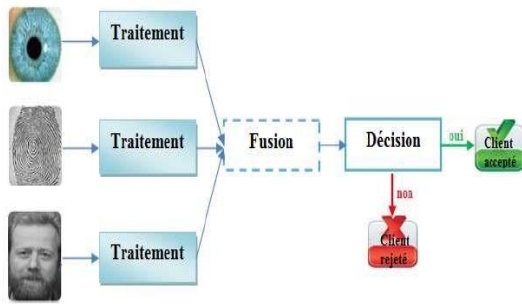 Traitement
Traitement
Fusion
Décision
oui
Client
accepté
non
Client
rejeté
Traitement